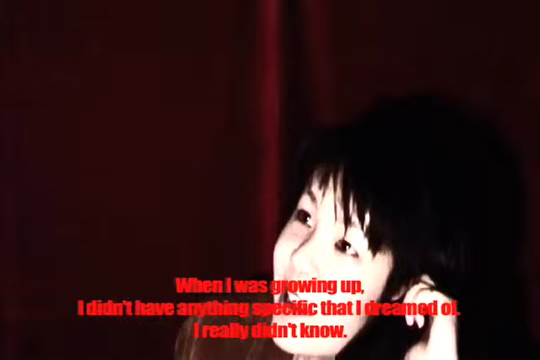 When I was growing up,
I didn't have anything specific that I dreamed of.
I really didn't know.